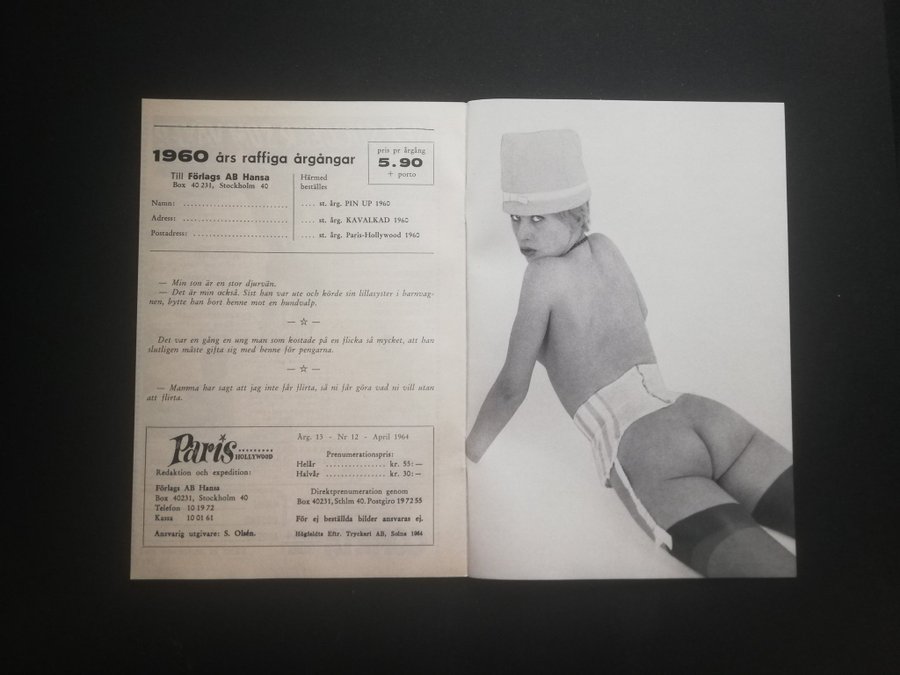 1960 års raffiga årgångar
pris pr årgång
5.90
+ porto
Till Förlags AB Hansa
Box 40 231, Stockholm 40
Namn: ........................
Adress: ........................
Postadress: ........................
Härmed
beställes
.... st. årg. PIN UP 1960
.... st. årg. KAVALKAD 1960
.... st. årg. Paris-Hollywood 1960
— Min son är en stor djurvän.
— Det är min också. Sist han var ute och körde sin lillasyster i barnvag-
nen, bytte han bort henne mot en hundvalp.
— ☆ —
Det var en gång en ung man som kostade på en flicka så mycket, att han
slutligen måste gifta sig med henne för pengarna.
— ☆ —
— Mamma har sagt att jag inte får flirta, så ni får göra vad ni vill utan
att flirta.
Paris
HOLLYWOOD
Redaktion och expedition:
Förlags AB Hansa
Box 40231, Stockholm 40
Telefon 10 19 72
Kassa 10 01 61
Ansvarig utgivare: S. Olsén.
Årg. 13 - Nr 12 - April 1964
Prenumerationspris:
Helår ................ kr. 55:—
Halvår ................ kr. 30:—
Direktprenumeration genom
Box 40231, Sthlm 40. Postgiro 19 72 55
För ej beställda bilder ansvaras ej.
Högfeldts Eftr. Tryckeri AB, Solna 1964